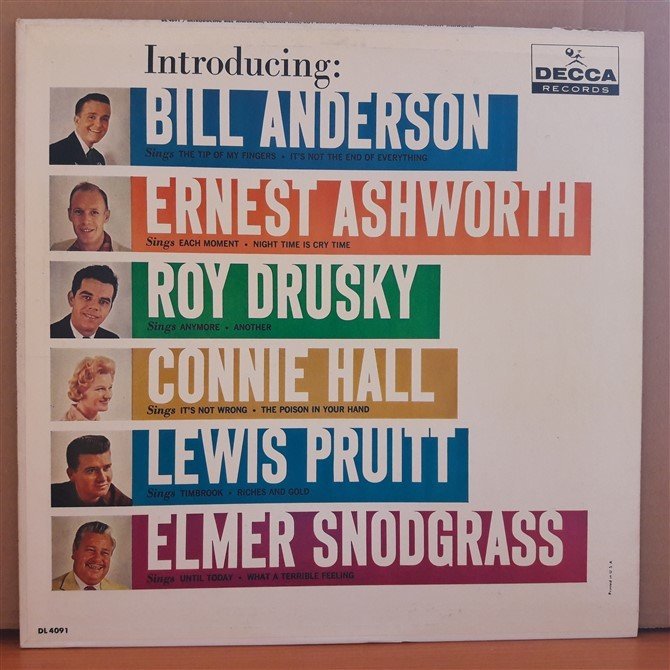 Introducing:
DECCA
RECORDS
BILL ANDERSON
Sings THE TIP OF MY FINGERS • IT'S NOT THE END OF EVERYTHING
ERNEST ASHWORTH
Sings EACH MOMENT • NIGHT TIME IS CRY TIME
ROY DRUSKY
Sings ANYMORE • ANOTHER
CONNIE HALL
Sings IT'S NOT WRONG • THE POISON IN YOUR HAND
LEWIS PRUITT
Sings TIMBROOK • RICHES AND GOLD
ELMER SNODGRASS
Sings UNTIL TODAY • WHAT A TERRIBLE FEELING
Printed in U.S.A.
DL 4091